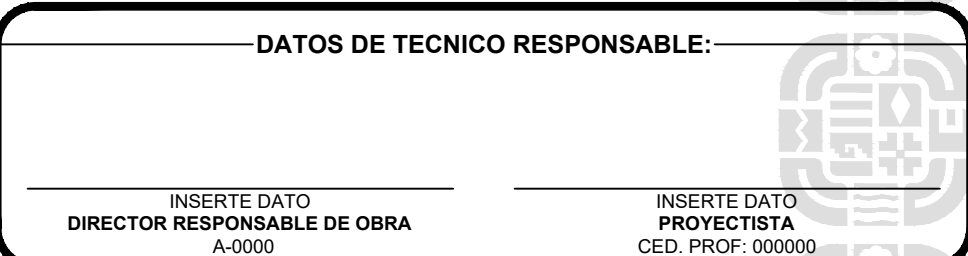 DATOS DE TECNICO RESPONSABLE:
INSERTE DATO
DIRECTOR RESPONSABLE DE OBRA
A-0000
INSERTE DATO
PROYECTISTA
CED. PROF: 000000